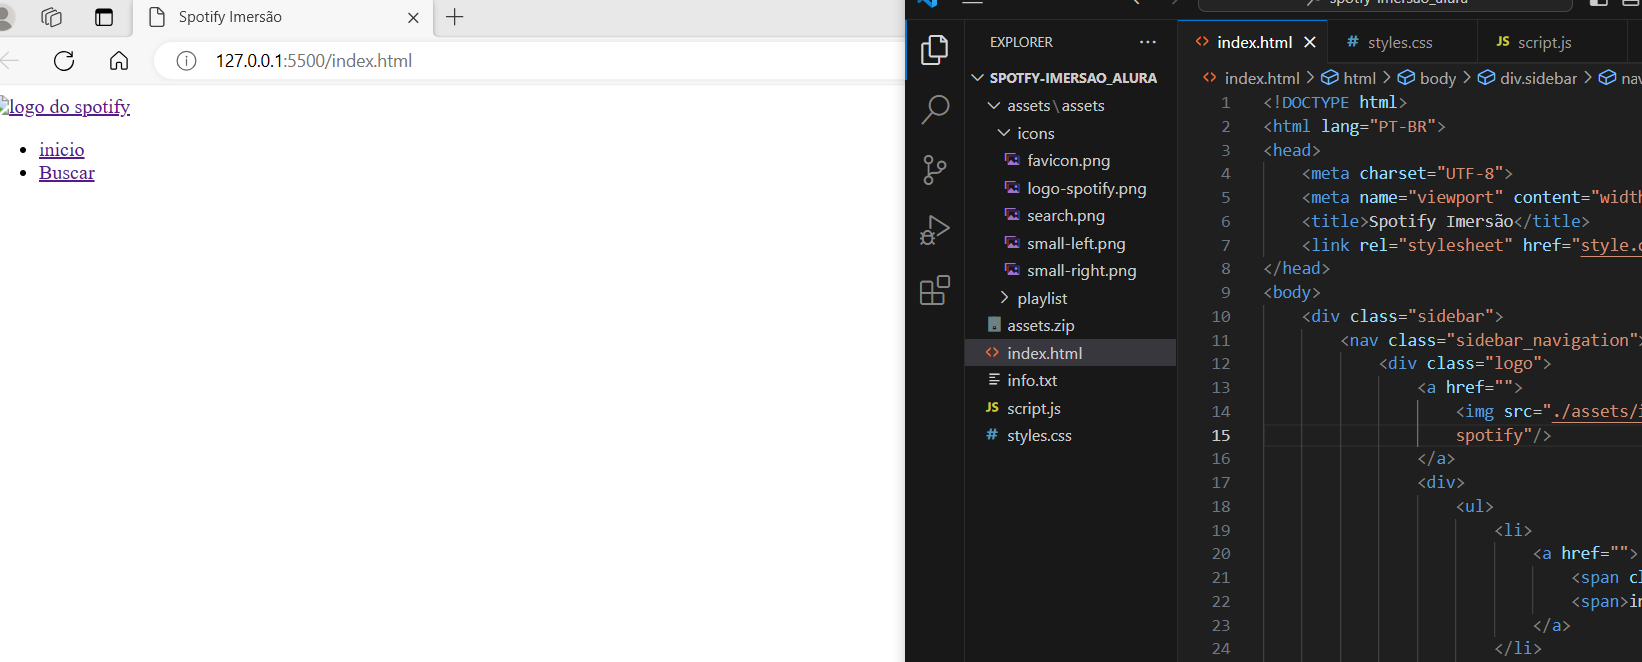 Spotify Imersão
127.0.0.1:5500/index.html
logo do spotify
inicio
Buscar
EXPLORER
SPOTFY-IMERSAO_ALURA
assets\assets
icons
favicon.png
logo-spotify.png
search.png
small-left.png
small-right.png
playlist
assets.zip
index.html
info.txt
script.js
styles.css
index.html styles.css JS script.js
index.html > html > body > div.sidebar >
1 <!DOCTYPE html>
2 <html lang="PT-BR">
3 <head>
4 <meta charset="UTF-8">
5 <meta name="viewport" content="width
6 <title>Spotify Imersão</title>
7 <link rel="stylesheet" href="style.
8 </head>
9 <body>
10 <div class="sidebar">
11 <nav class="sidebar_navigation">
12 <div class="logo">
13 <a href="">
14 <img src="./assets/i
15 spotify"/>
16 </a>
17 <div>
18 <ul>
19 <li>
20 <a href="">
21 <span cl
22 <span>in
23 </a>
24 </li>